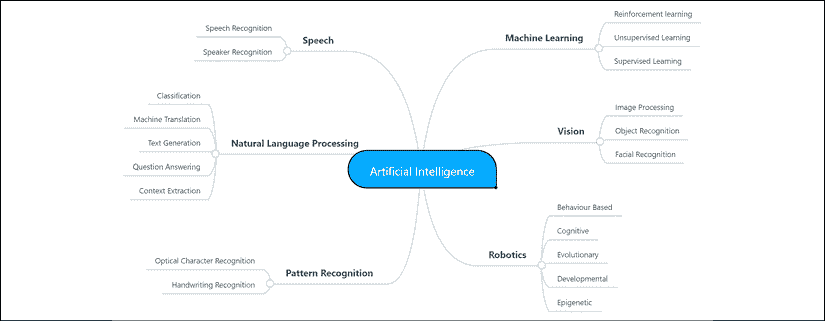 Artificial Intelligence
Speech
Speech Recognition
Speaker Recognition
Natural Language Processing
Classification
Machine Translation
Text Generation
Question Answering
Context Extraction
Pattern Recognition
Optical Character Recognition
Handwriting Recognition
Machine Learning
Reinforcement learning
Unsupervised Learning
Supervised Learning
Vision
Image Processing
Object Recognition
Facial Recognition
Robotics
Behaviour Based
Cognitive
Evolutionary
Developmental
Epigenetic